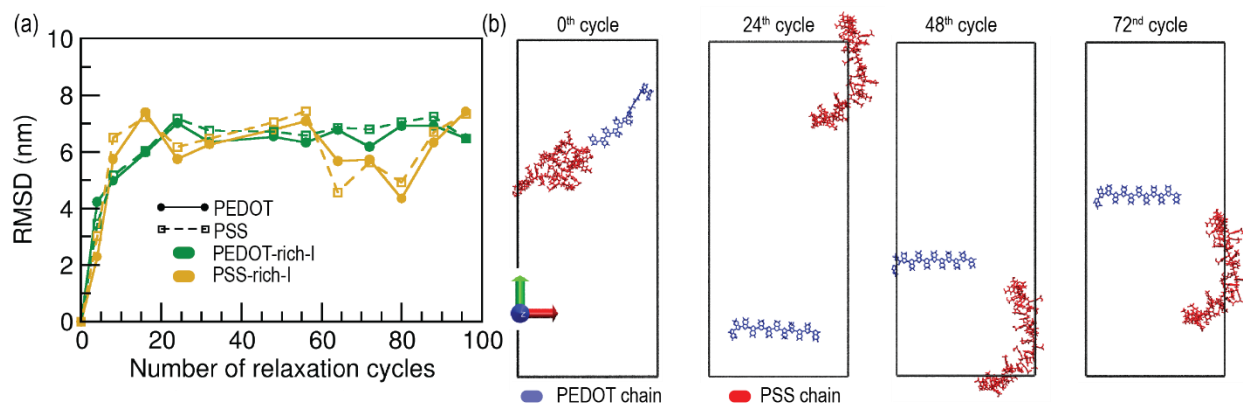 (a)
10
8
6
4
2
0
RMSD (nm)
PEDOT
PSS
PEDOT-rich-I
PSS-rich-I
0 20 40 60 80 100
Number of relaxation cycles
(b)
0th cycle
24th cycle
48th cycle
72nd cycle
Z
PEDOT chain
PSS chain